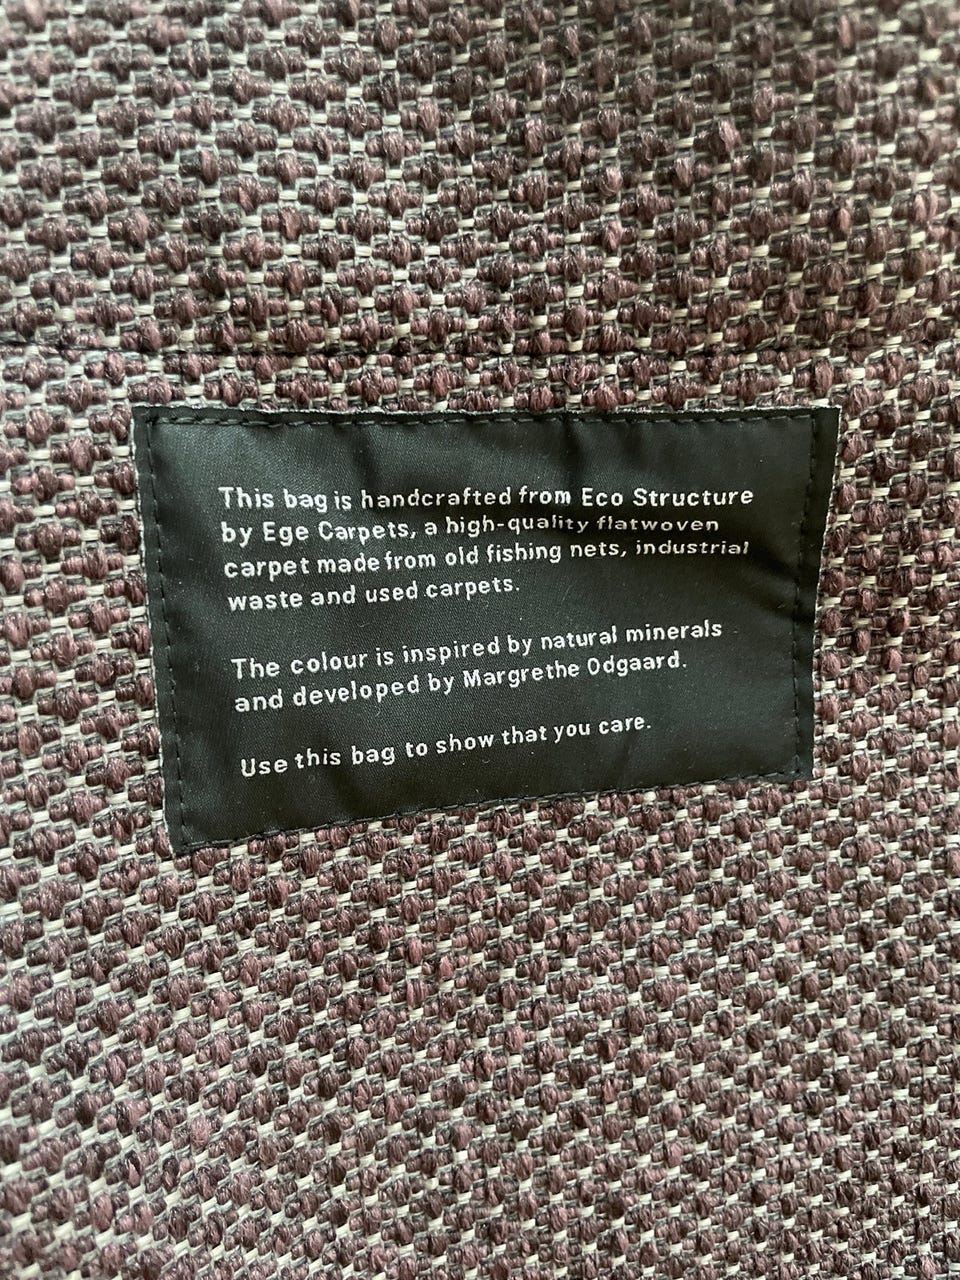 This bag is handcrafted from Eco Structure
by Ege Carpets, a high-quality flatwoven
carpet made from old fishing nets, industrial
waste and used carpets.
The colour is inspired by natural minerals
and developed by Margrethe Odgaard.
Use this bag to show that you care.